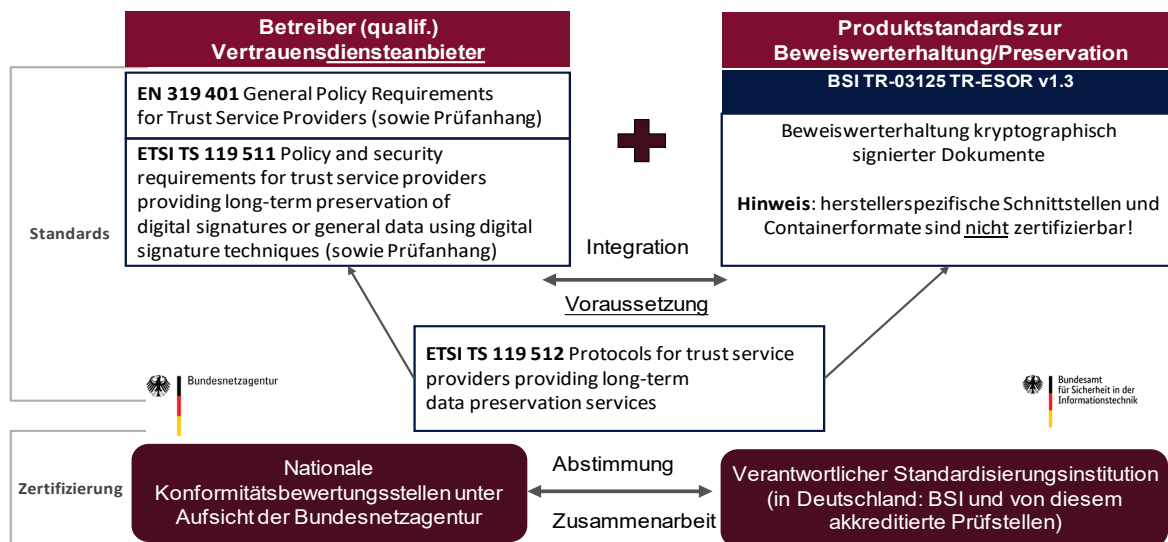 Betreiber (qualif.)
Vertrauensdiensteanbieter
Produktstandards zur
Beweiswerterhaltung/Preservation
BSI TR-03125 TR-ESOR v1.3
Standards
EN 319 401 General Policy Requirements
for Trust Service Providers (sowie Prüfanhang)
ETSI TS 119 511 Policy and security
requirements for trust service providers
providing long-term preservation of
digital signatures or general data using digital
signature techniques (sowie Prüfanhang)
Integration
Voraussetzung
Beweiswerterhaltung kryptographisch
signierter Dokumente
Hinweis: herstellerspezifische Schnittstellen und
Containerformate sind nicht zertifizierbar!
ETSI TS 119 512 Protocols for trust service
providers providing long-term
data preservation services
Bundesnetzagentur
Bundesamt
für Sicherheit in der
Informationstechnik
Zertifizierung
Nationale
Konformitätsbewertungsstellen unter
Aufsicht der Bundesnetzagentur
Abstimmung
Zusammenarbeit
Verantwortlicher Standardisierungsinstitution
(in Deutschland: BSI und von diesem
akkreditierte Prüfstellen)